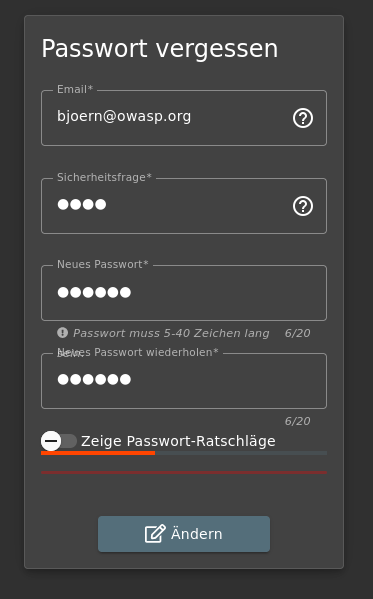 Passwort vergessen
Email*
bjoern@owasp.org
Sicherheitsfrage*
●●●●
Neues Passwort*
●●●●●●
Passwort muss 5-40 Zeichen lang 6/20
sein.
Neues Passwort wiederholen*
●●●●●●
6/20
Zeige Passwort-Ratschläge
Ändern